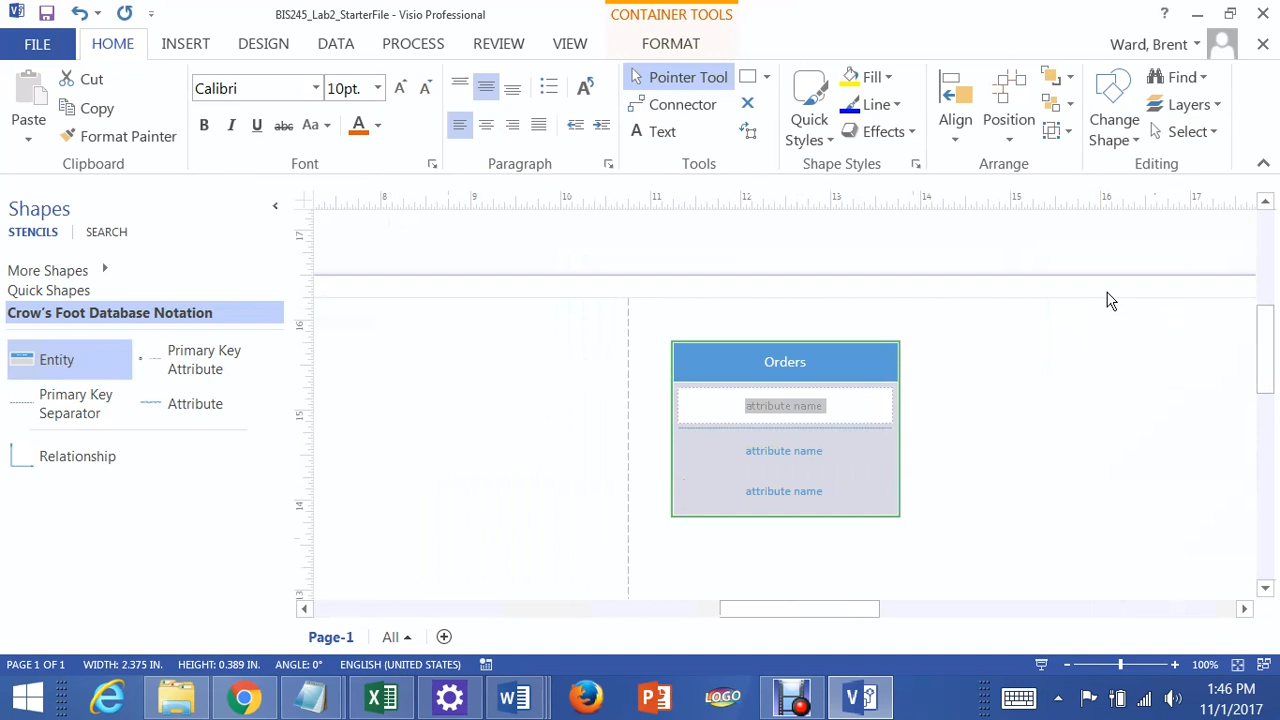 BIS245_Lab2_StarterFile - Visio Professional
CONTAINER TOOLS
?
FILE
HOME
INSERT
DESIGN
DATA
PROCESS
REVIEW
VIEW
FORMAT
Ward, Brent
Paste
Cut
Copy
Format Painter
Clipboard
Calibri
10pt.
B I U abc Aa A
Font
Paragraph
Pointer Tool
Connector
A Text
Tools
Quick
Styles
Fill
Line
Effects
Shape Styles
Align
Position
Arrange
Change
Shape
Find
Layers
Select
Editing
Shapes
STENCILS
SEARCH
More Shapes
Quick Shapes
Crow's Foot Database Notation
Entity
Primary Key
Attribute
Primary Key
Separator
Attribute
Relationship
8 9 10 11 12 13 14 15 16 17
17
16
15
14
13
Orders
attribute name
attribute name
attribute name
Page-1
All
PAGE 1 OF 1
WIDTH: 2.375 IN.
HEIGHT: 0.389 IN.
ANGLE: 0°
ENGLISH (UNITED STATES)
100%
LOGO
1:46 PM
11/1/2017